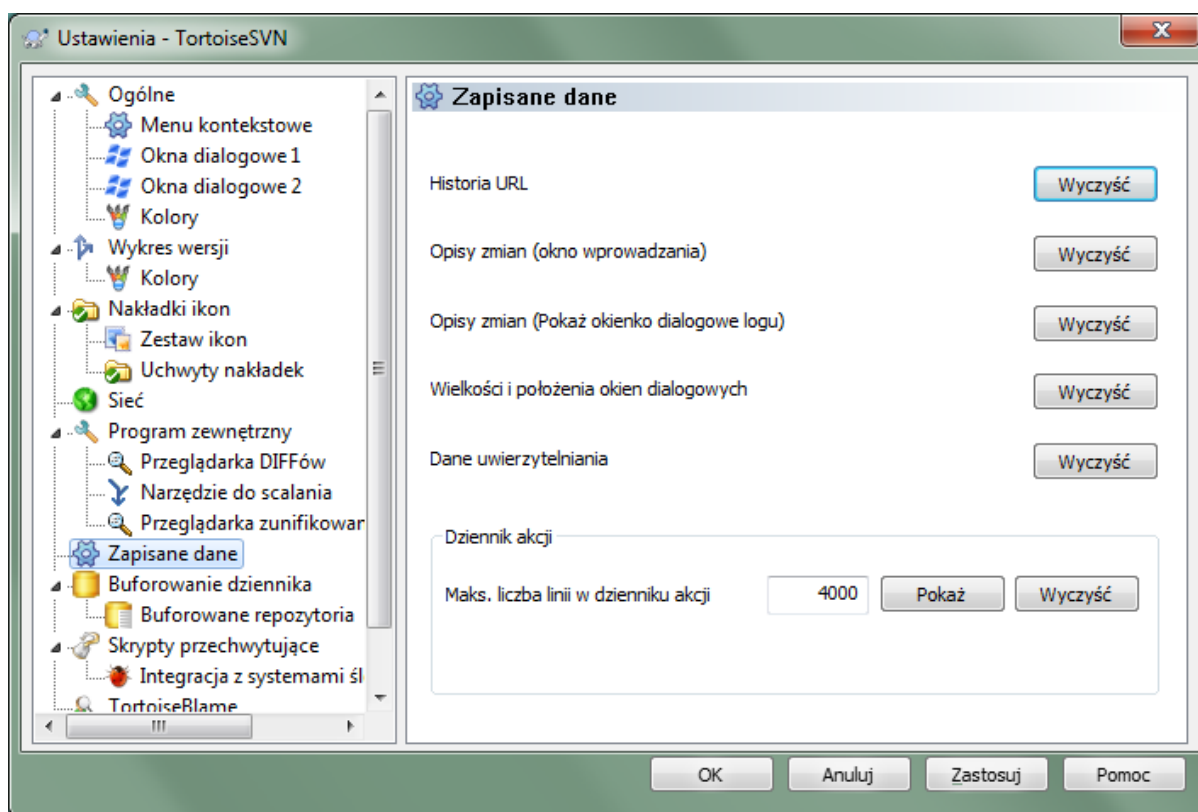 Ustawienia - TortoiseSVN
Ogólne
Menu kontekstowe
Okna dialogowe 1
Okna dialogowe 2
Kolory
Wykres wersji
Kolory
Nakładki ikon
Zestaw ikon
Uchwyty nakładek
Sieć
Program zewnętrzny
Przeglądarka DIFFów
Narzędzie do scalania
Przeglądarka zunifikowar
Zapisane dane
Buforowanie dziennika
Buforowane repozytoria
Skrypty przechwytujące
Integracja z systemami śl
TortoiseBlame
Zapisane dane
Historia URL Wyczyść
Opisy zmian (okno wprowadzania) Wyczyść
Opisy zmian (Pokaż okienko dialogowe logu) Wyczyść
Wielkości i położenia okien dialogowych Wyczyść
Dane uwierzytelniania Wyczyść
Dziennik akcji
Maks. liczba linii w dzienniku akcji 4000 Pokaż Wyczyść
OK Anuluj Zastosuj Pomoc